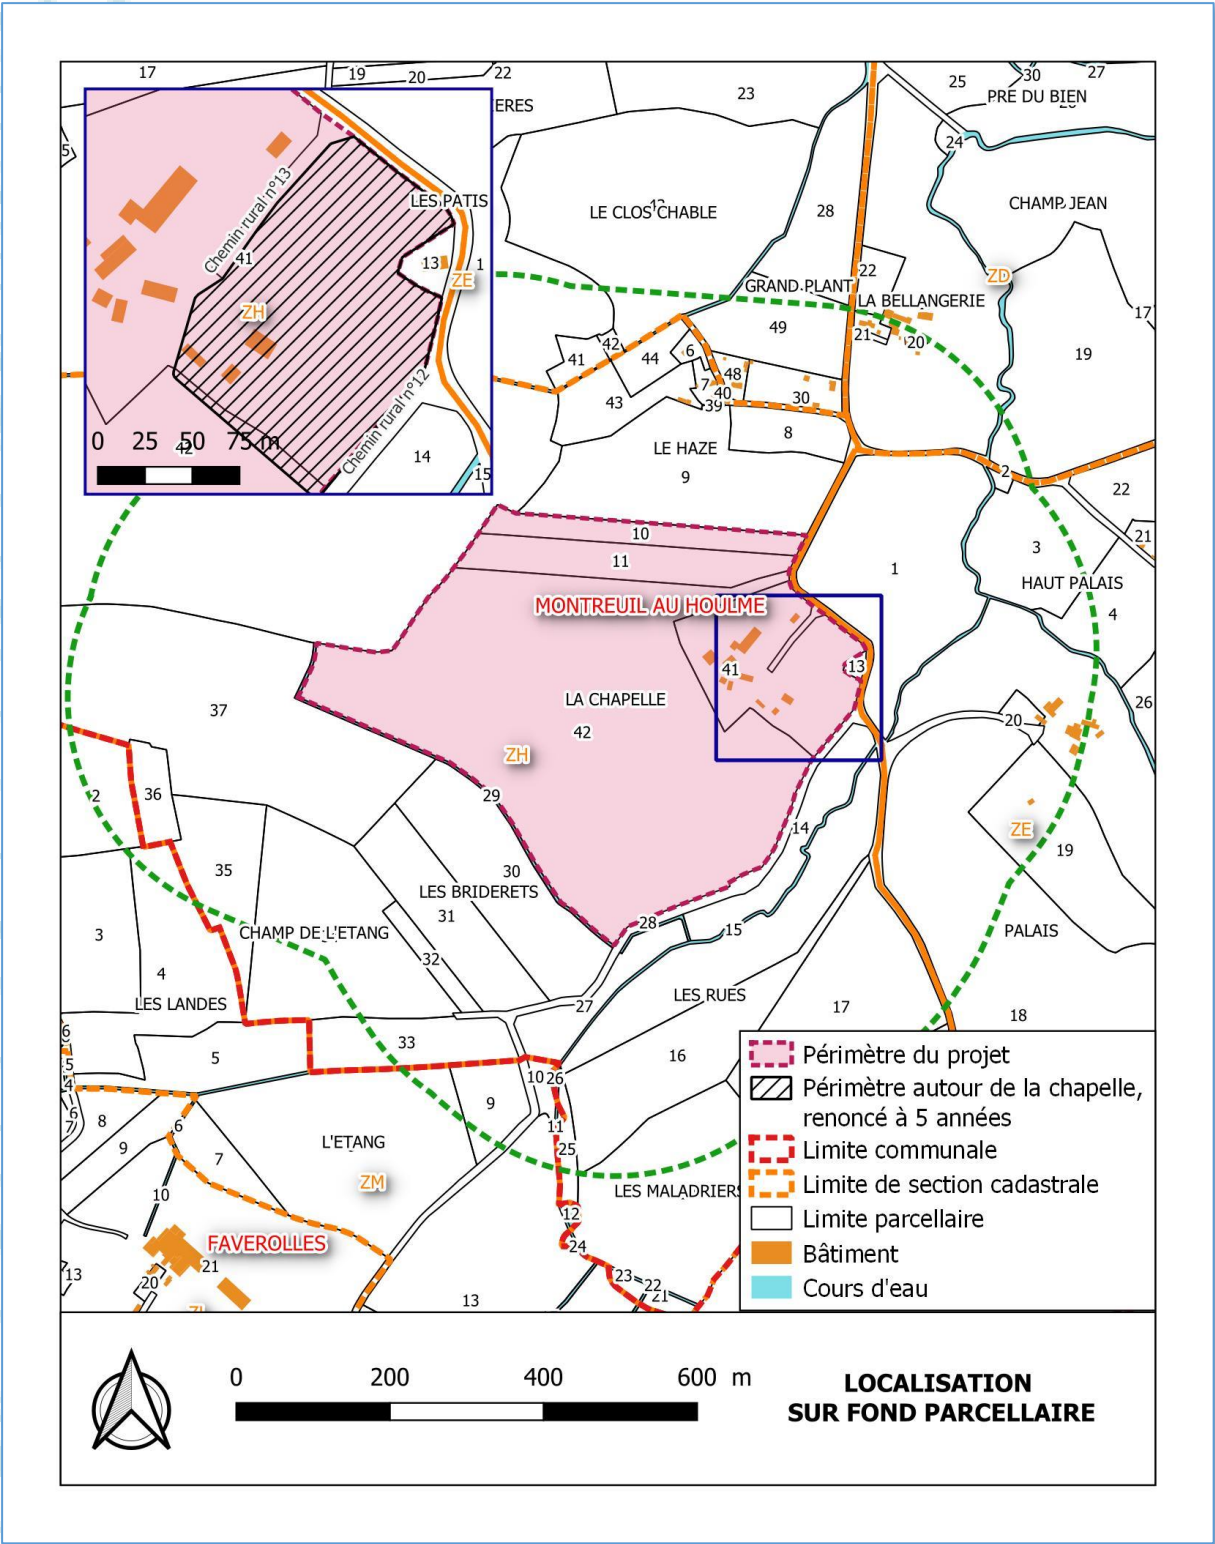 17
19
20
22
23
25
30
27
PRE DU BIEN
ERES
24
LES PATIS
Chemin rural n°13
41
13
1
ZE
ZH
Chemin rural n°12
0 25 50 75 m
42
14
15
5
LE CLOS CHABLE
28
CHAMP JEAN
22
GRAND PLANT
LA BELLANGERIE
ZD
17
49
21
20
19
41
42
44
6
7
48
40
39
30
43
8
LE HAZE
9
2
22
21
10
11
3
1
HAUT PALAIS
4
MONTREUIL AU HOULME
41
13
LA CHAPELLE
42
ZH
37
26
20
2
36
29
14
ZE
19
35
30
LES BRIDERETS
31
28
15
3
CHAMP DE L'ETANG
PALAIS
32
4
LES LANDES
27
LES RUES
17
18
6
6
5
33
5
16
4
10
26
6
7
8
9
6
9
11
25
L'ETANG
7
ZM
10
LES MALADRIERS
12
24
FAVEROLLES
21
20
13
13
23
22
21
Périmètre du projet
Périmètre autour de la chapelle,
renoncé à 5 années
Limite communale
Limite de section cadastrale
Limite parcellaire
Bâtiment
Cours d'eau
0 200 400 600 m
LOCALISATION
SUR FOND PARCELLAIRE